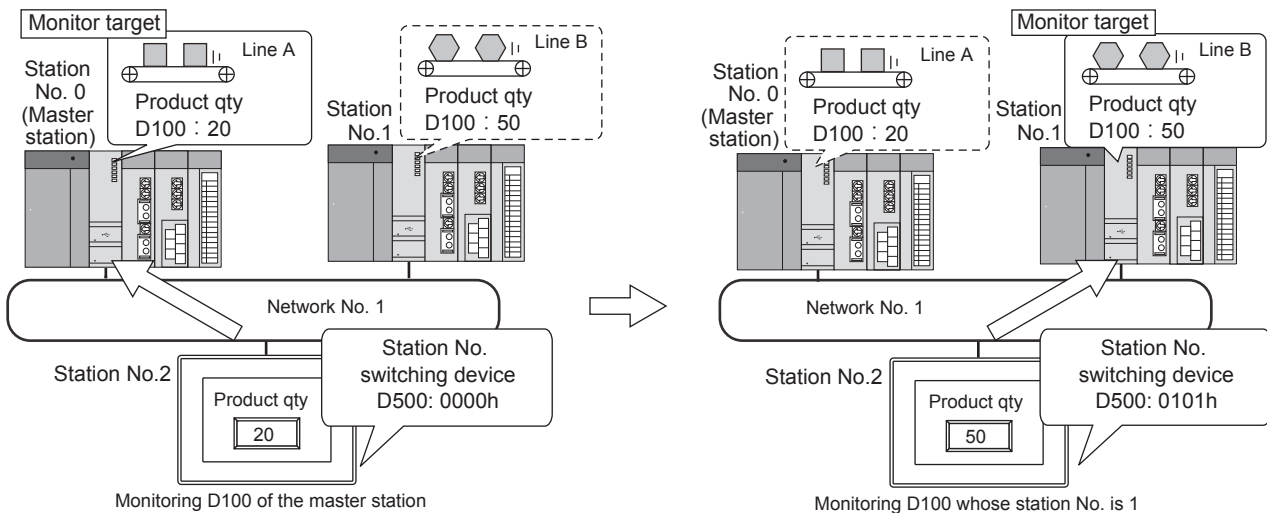 Monitor target
Line A
Station
No. 0
(Master
station)
Product qty
D100 : 20
Line B
Station
No.1
Product qty
D100 : 50
Network No. 1
Station No.2
Product qty
20
Station No.
switching device
D500: 0000h
Monitoring D100 of the master station
Line A
Station
No. 0
(Master
station)
Product qty
D100 : 20
Monitor target
Line B
Station
No.1
Product qty
D100 : 50
Network No. 1
Station No.2
Product qty
50
Station No.
switching device
D500: 0101h
Monitoring D100 whose station No. is 1